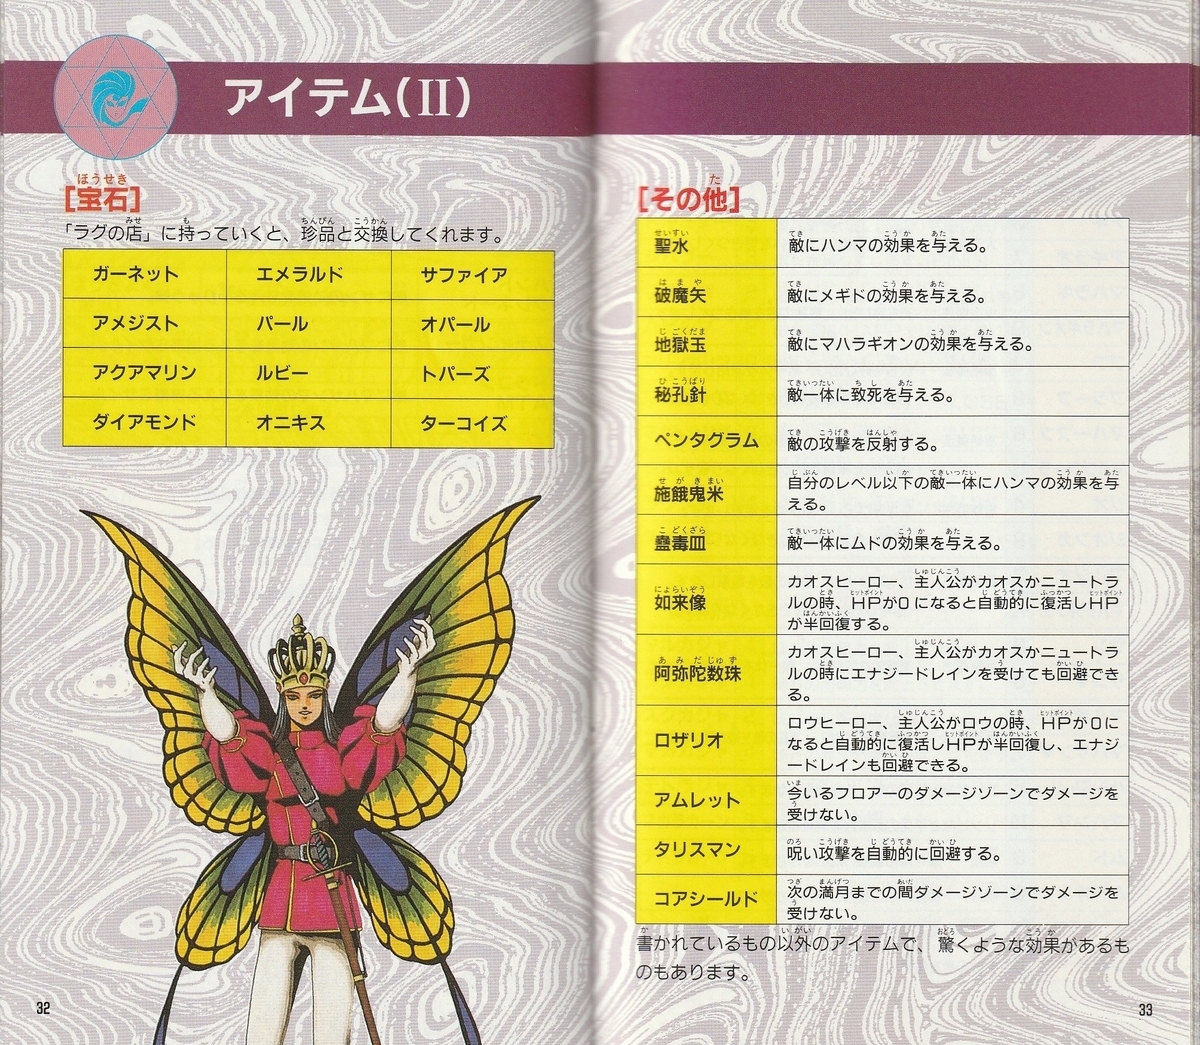 アイテム(II)
[宝石]
「ラグの店」に持っていくと、珍品と交換してくれます。
ガーネット エメラルド サファイア
アメジスト パール オパール
アクアマリン ルビー トパーズ
ダイアモンド オニキス ターコイズ
32
[その他]
聖水 敵にハンマの効果を与える。
破魔矢 敵にメギドの効果を与える。
地獄玉 敵にマハラギオンの効果を与える。
秘孔針 敵一体に致死を与える。
ペンタグラム 敵の攻撃を反射する。
施餓鬼米 自分のレベル以下の敵一体にハンマの効果を与
える。
蠱毒皿 敵一体にムドの効果を与える。
如来像 カオスヒーロー、主人公がカオスかニュートラ
ルの時、HPが0になると自動的に復活しHP
が半回復する。
阿弥陀数珠 カオスヒーロー、主人公がカオスかニュートラ
ルの時にエナジードレインを受けても回避でき
る。
ロザリオ ロウヒーロー、主人公がロウの時、HPが0に
なると自動的に復活しHPが半回復し、エナジ
ードレインも回避できる。
アムレット 今いるフロアーのダメージゾーンでダメージを
受けない。
タリスマン 呪い攻撃を自動的に回避する。
コアシールド 次の満月までの間ダメージゾーンでダメージを
受けない。
書かれているもの以外のアイテムで、驚くような効果があるも
のもあります。
33